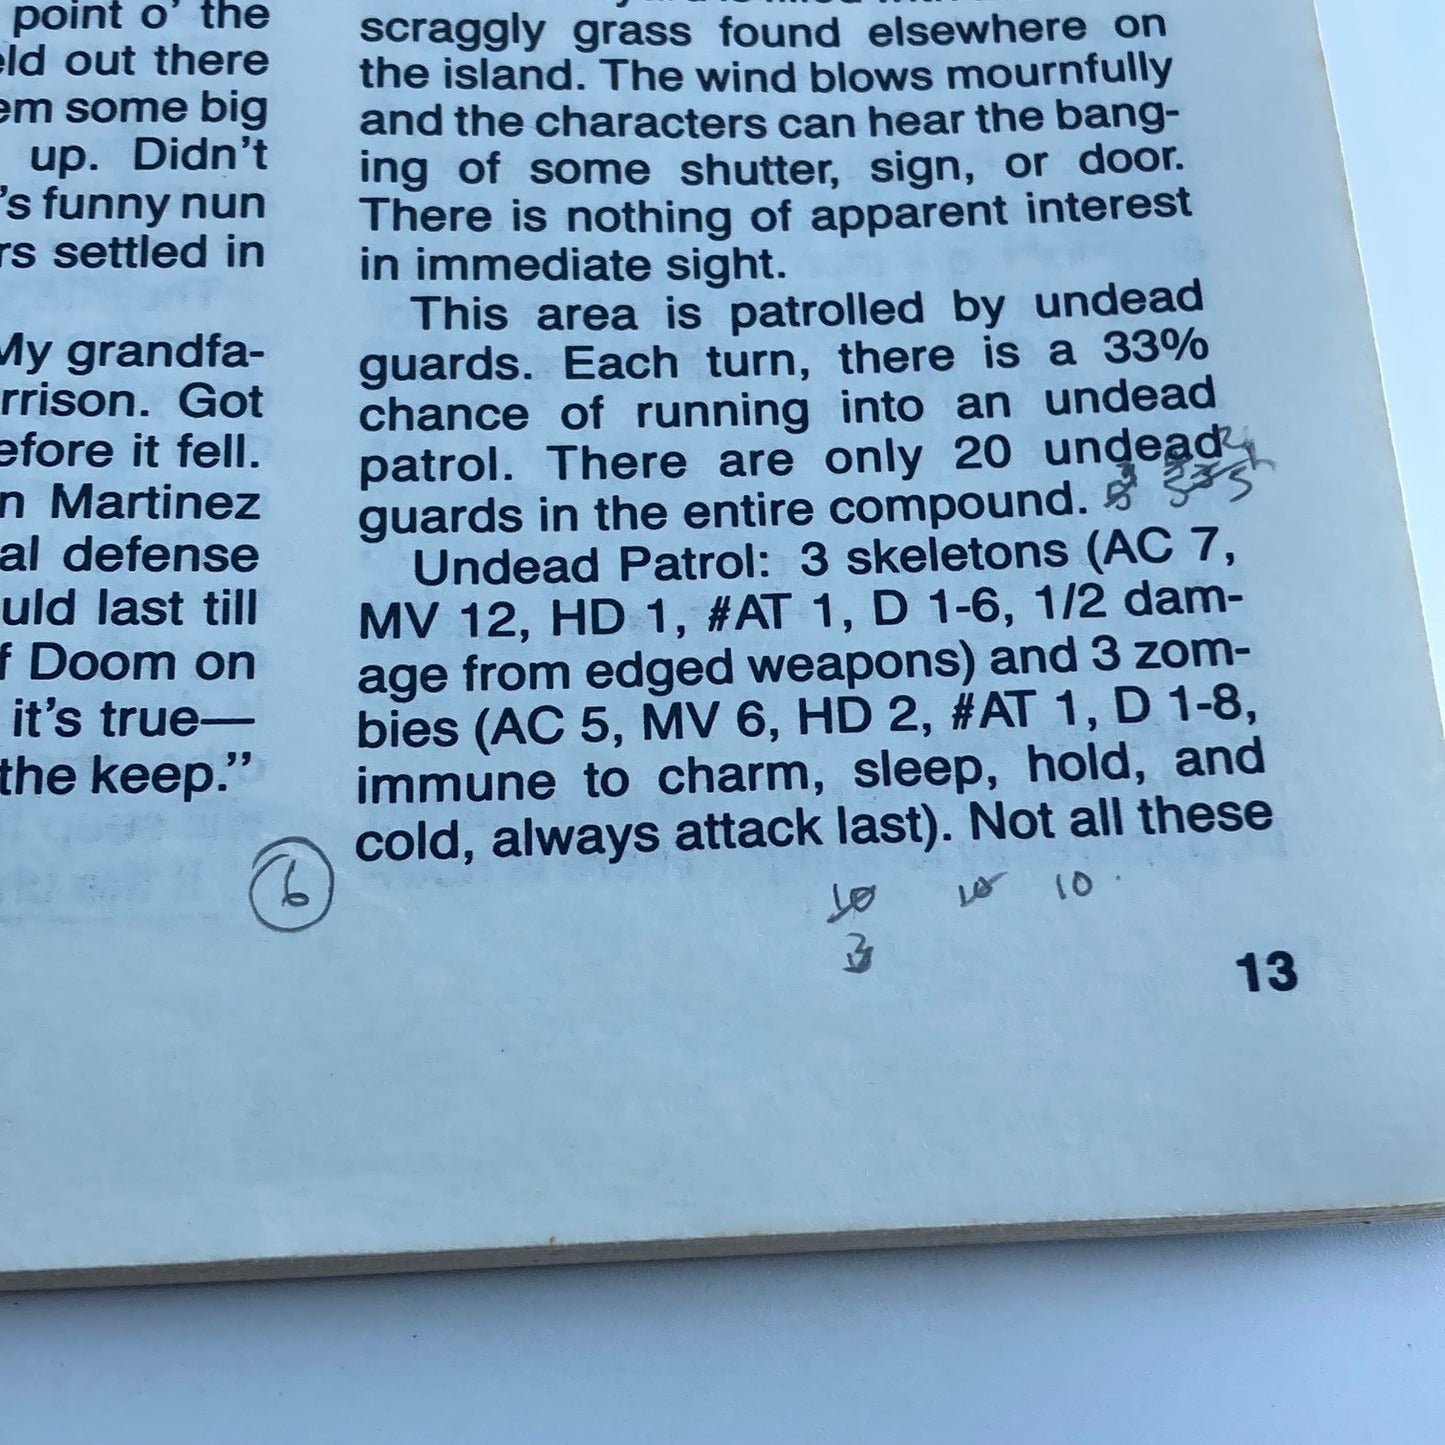 point o' the
out there
some big
up. Didn't
's funny nun
settled in
My grandfa-
Got
it fell.
Martinez
defense
last till
Doom on
it's true—
the keep."
scraggly grass found elsewhere on
the island. The wind blows mournfully
and the characters can hear the bang-
ing of some shutter, sign, or door.
There is nothing of apparent interest
in immediate sight.
This area is patrolled by undead
guards. Each turn, there is a 33%
chance of running into an undead
patrol. There are only 20 undead
guards in the entire compound.
Undead Patrol: 3 skeletons (AC 7,
MV 12, HD 1, #AT 1, D 1-6, 1/2 dam-
age from edged weapons) and 3 zom-
bies (AC 5, MV 6, HD 2, #AT 1, D 1-8,
immune to charm, sleep, hold, and
cold, always attack last). Not all these
6
10 10 10
3
13